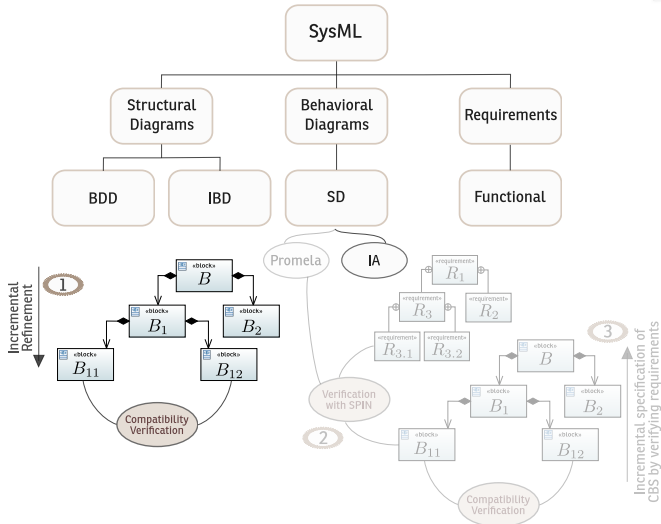 SysML
Structural
Diagrams
Behavioral
Diagrams
Requirements
BDD
IBD
SD
Functional
Promela
IA
1
Incremental
Refinement
«block»
B
«block»
B₁
«block»
B₂
«block»
B₁₁
«block»
B₁₂
Compatibility
Verification
«requirement»
R₁
«requirement»
R₃
«requirement»
R₂
«requirement»
R₃.₁
«requirement»
R₃.₂
Verification
with SPIN
2
3
«block»
B
«block»
B₁
«block»
B₂
«block»
B₁₁
«block»
B₁₂
Compatibility
Verification
Incremental specification of
CBS by verifying requirements